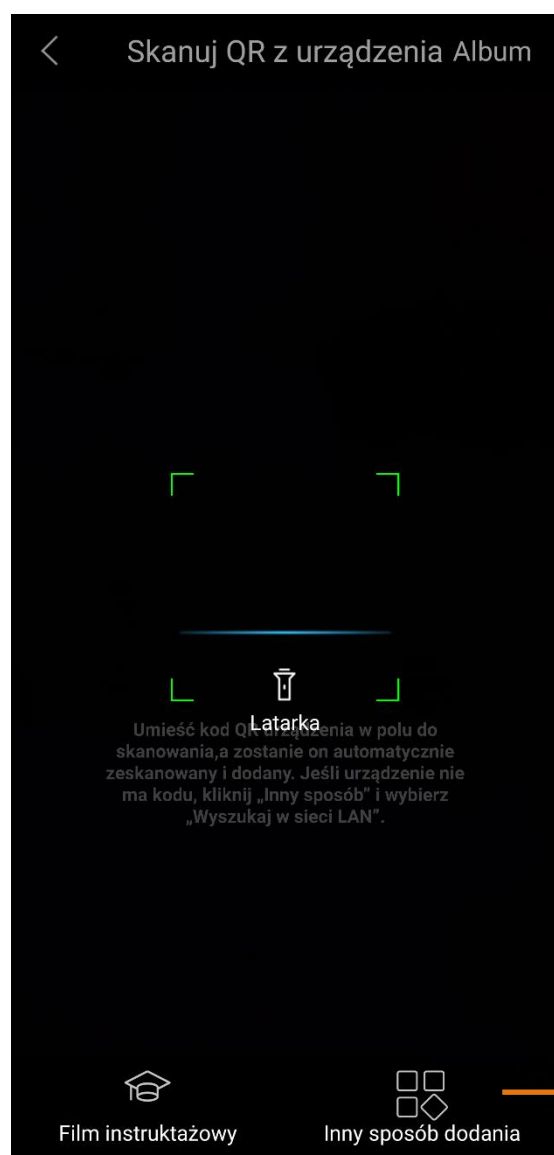 Skanuj QR z urządzenia Album
Latarka
Umieść kod QR urządzenia w polu do
skanowania,a zostanie on automatycznie
zeskanowany i dodany. Jeśli urządzenie nie
ma kodu, kliknij „Inny sposób” i wybierz
„Wyszukaj w sieci LAN”.
Film instruktażowy
Inny sposób dodania